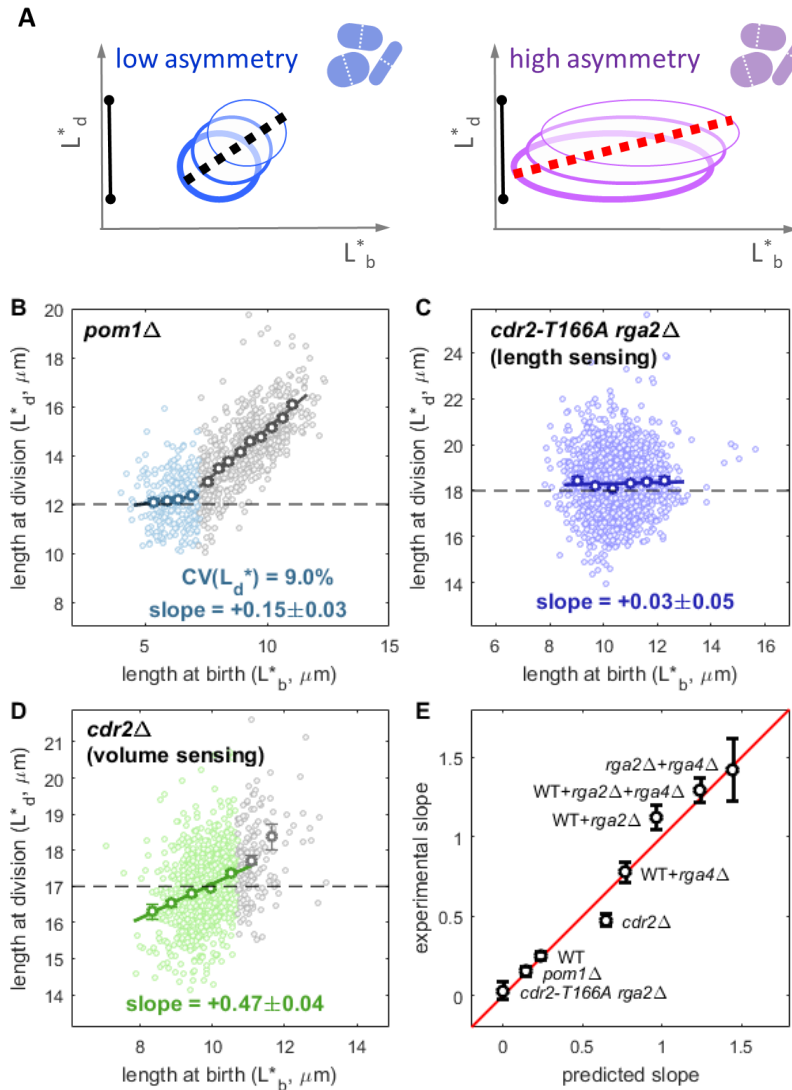 A
low asymmetry
high asymmetry
L*d
L*b
L*d
L*b
B
pom1Δ
length at division (L*d, μm)
20
18
16
14
12
10
8
CV(Ld*) = 9.0%
slope = +0.15±0.03
5
10
15
length at birth (L*b, μm)
C
cdr2-T166A rga2Δ
(length sensing)
length at division (L*d, μm)
24
22
20
18
16
14
slope = +0.03±0.05
6
8
10
12
14
16
length at birth (L*b, μm)
D
cdr2Δ
(volume sensing)
length at division (L*d, μm)
21
20
19
18
17
16
15
14
slope = +0.47±0.04
8
10
12
14
length at birth (L*b, μm)
E
experimental slope
1.5
1
0.5
0
rga2Δ+rga4Δ
WT+rga2Δ+rga4Δ
WT+rga2Δ
WT+rga4Δ
cdr2Δ
WT
pom1Δ
cdr2-T166A rga2Δ
0
0.5
1
1.5
predicted slope